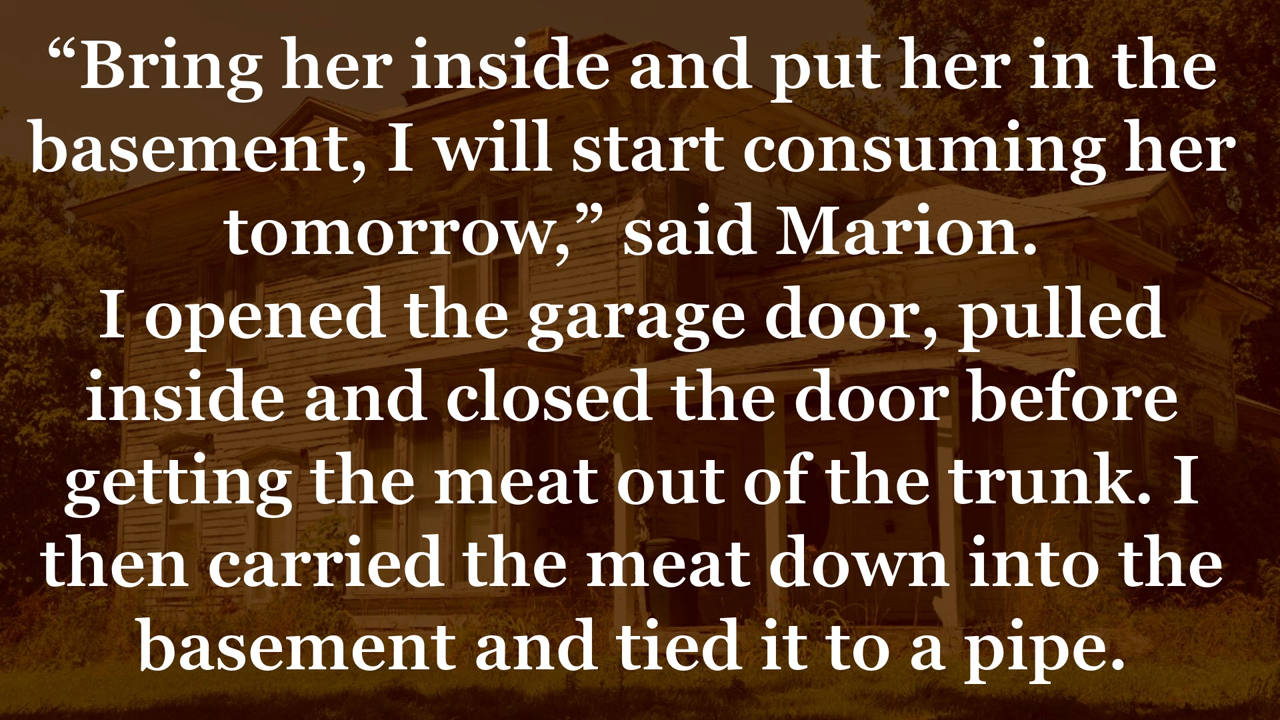 “Bring her inside and put her in the
basement, I will start consuming her
tomorrow,” said Marion.
I opened the garage door, pulled
inside and closed the door before
getting the meat out of the trunk. I
then carried the meat down into the
basement and tied it to a pipe.